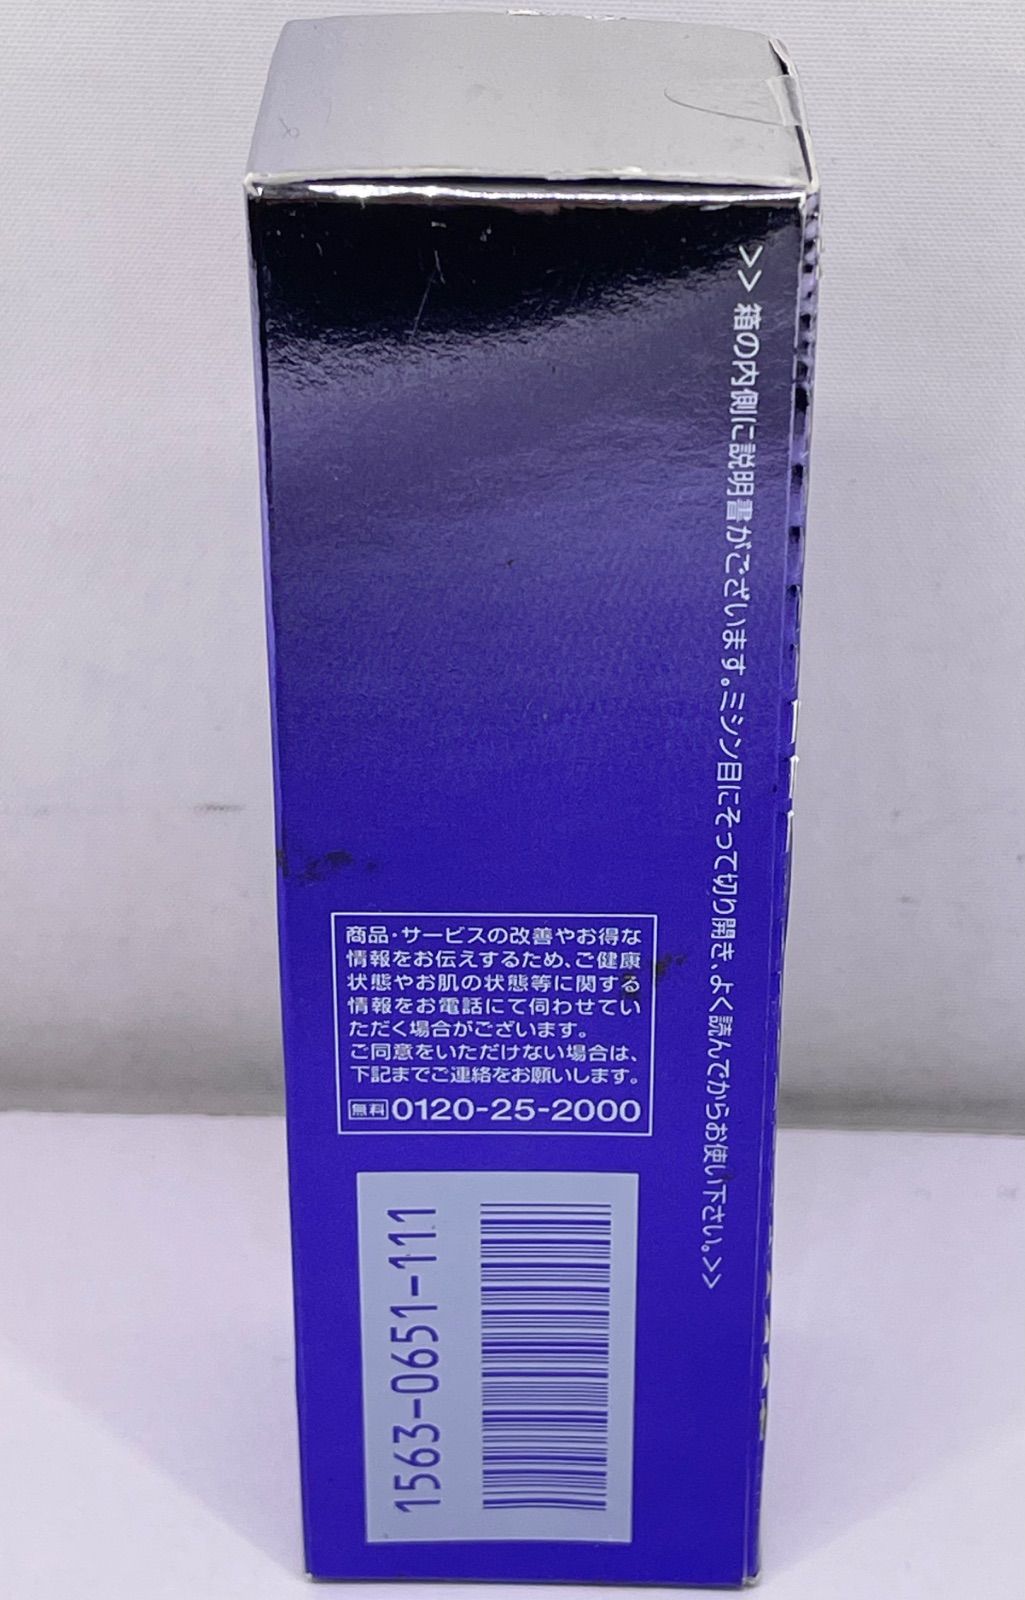 >> 箱の内側に説明書がございます。ミシン目にそって切り開き、よく読んでからお使い下さい。>>
商品・サービスの改善やお得な
情報をお伝えするため、ご健康
状態やお肌の状態等に関する
情報をお電話にて伺わせてい
ただく場合がございます。
ご同意をいただけない場合は、
下記までご連絡をお願いします。
無料 0120-25-2000
1563-0651-111